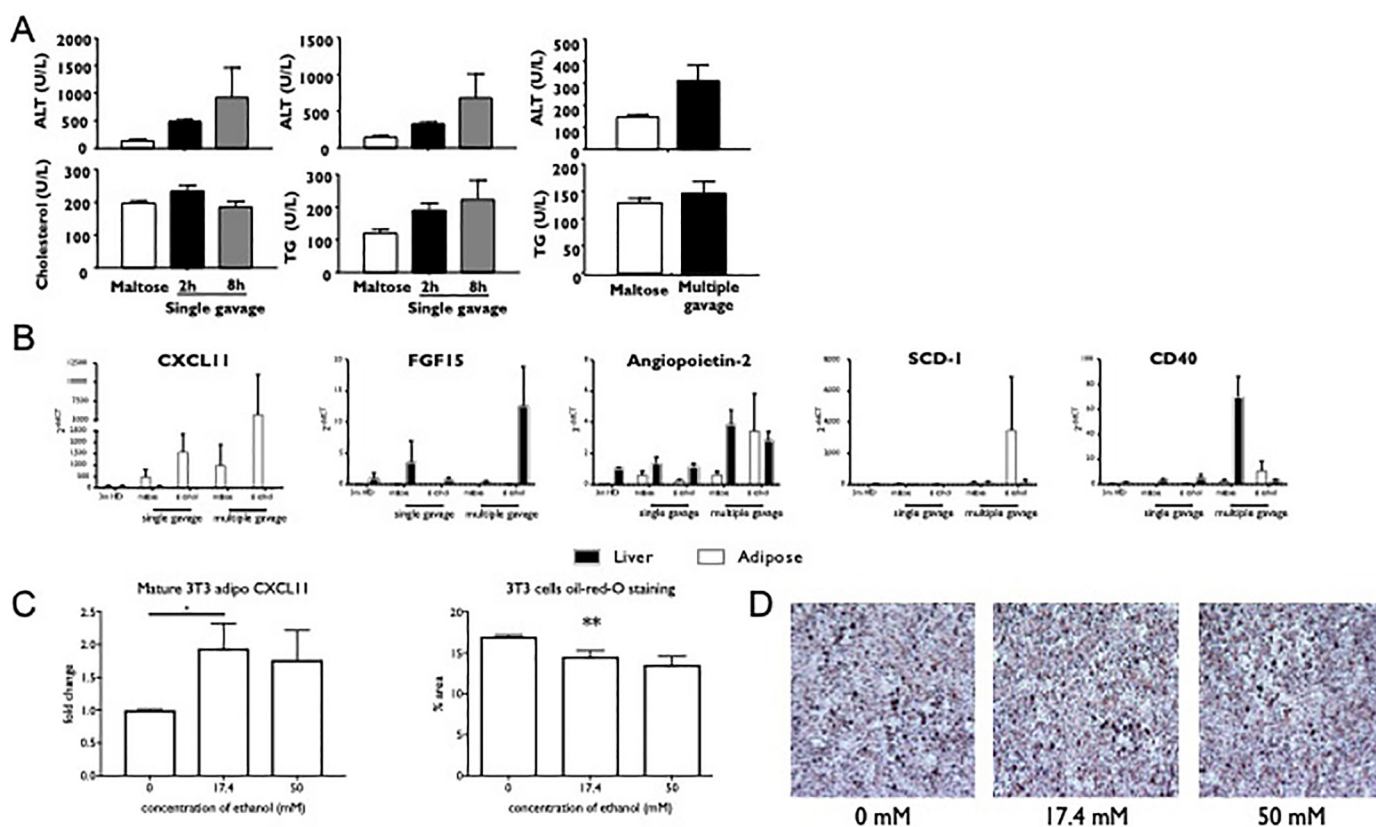 A
ALT (U/L)
2000
1500
1000
500
0
ALT (U/L)
1500
1000
500
0
ALT (U/L)
500
400
300
200
100
0
Cholesterol (U/L)
300
200
100
0
Maltose 2h 8h
Single gavage
TG (U/L)
300
200
100
0
Maltose 2h 8h
Single gavage
TG (U/L)
200
150
100
50
0
Maltose Multiple
gavage
B
CXCL11
FGF15
Angiopoietin-2
SCD-1
CD40
single gavage multiple gavage
single gavage multiple gavage
single gavage multiple gavage
single gavage multiple gavage
single gavage multiple gavage
Liver Adipose
C
Mature 3T3 adipo CXCL11
fold change
2.5
2.0
1.5
1.0
0.5
0.0
*
0 17.4 50
concentration of ethanol (mM)
3T3 cells oil-red-O staining
% area
20
15
10
5
0
**
0 17.4 50
concentration of ethanol (mM)
D
0 mM 17.4 mM 50 mM